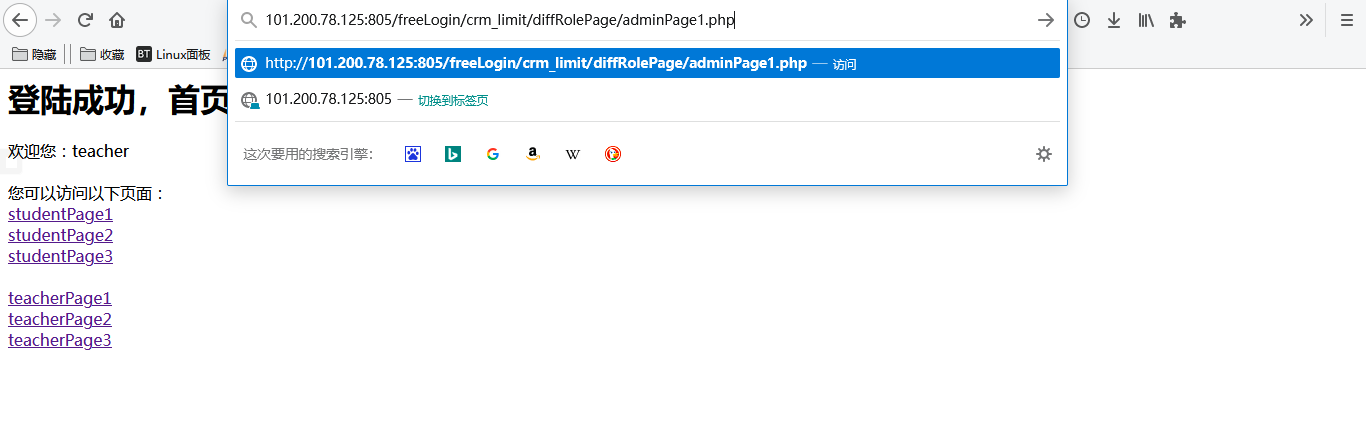 101.200.78.125:805/freeLogin/crm_limit/diffRolePage/adminPage1.php
隐藏 收藏 BT Linux面板
http://101.200.78.125:805/freeLogin/crm_limit/diffRolePage/adminPage1.php — 访问
101.200.78.125:805 — 切换到标签页
这次要用的搜索引擎：
登陆成功，首页
欢迎您：teacher
您可以访问以下页面：
studentPage1
studentPage2
studentPage3
teacherPage1
teacherPage2
teacherPage3